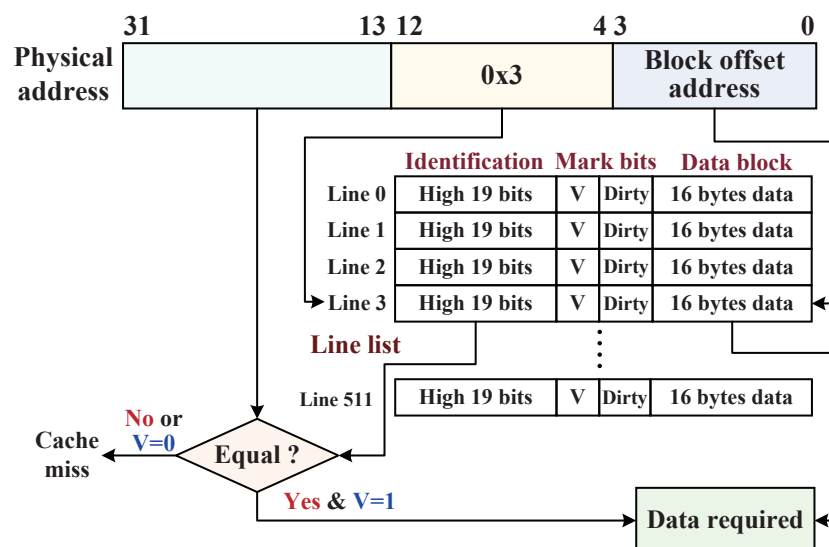 31 13 12 4 3 0
Physical
address
0x3
Block offset
address
Identification Mark bits Data block
Line 0 High 19 bits V Dirty 16 bytes data
Line 1 High 19 bits V Dirty 16 bytes data
Line 2 High 19 bits V Dirty 16 bytes data
Line 3 High 19 bits V Dirty 16 bytes data
Line list
Line 511 High 19 bits V Dirty 16 bytes data
No or
V=0
Cache
miss
Equal ?
Yes & V=1
Data required